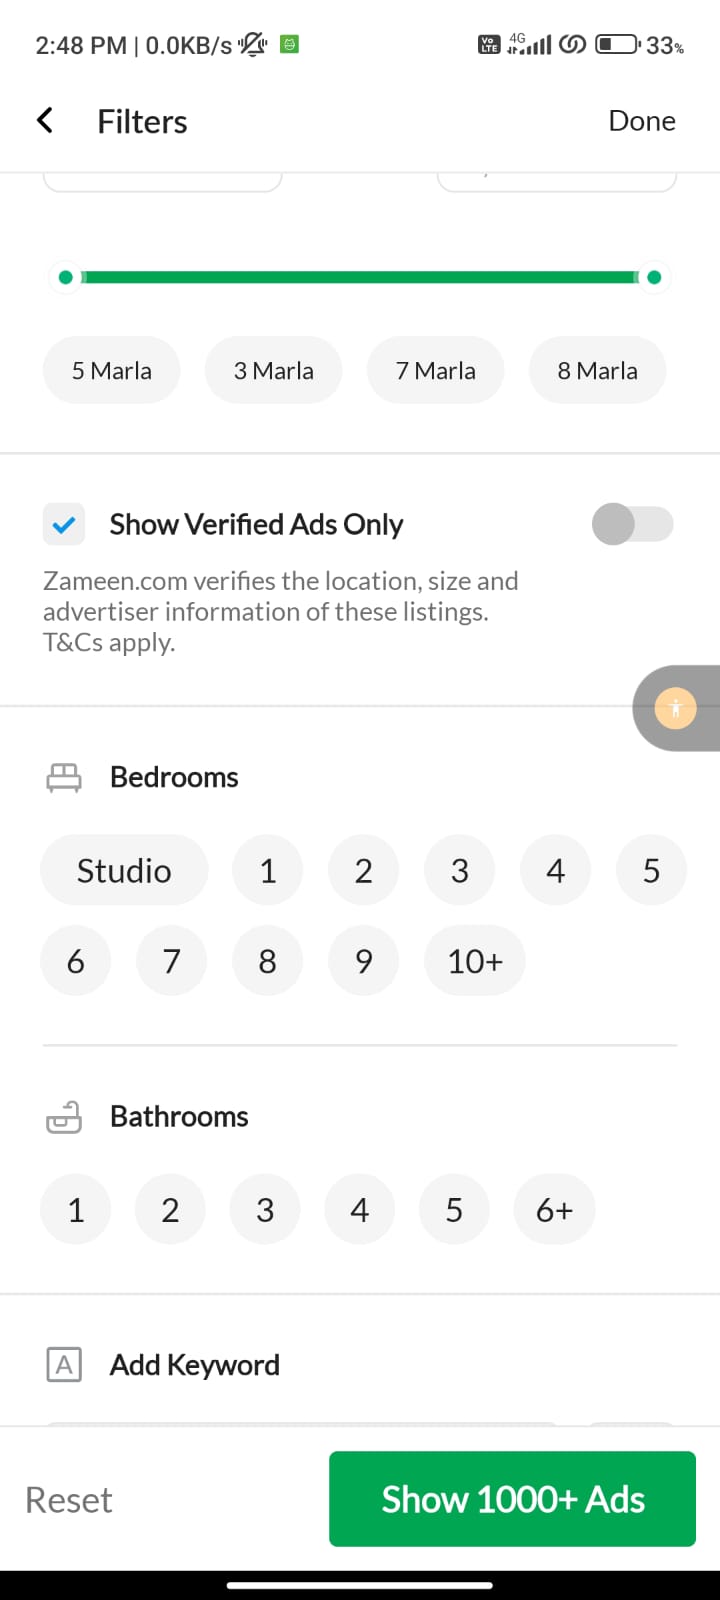 2:48 PM | 0.0KB/s Vo LTE 4G 33%
Filters Done
5 Marla 3 Marla 7 Marla 8 Marla
Show Verified Ads Only
Zameen.com verifies the location, size and
advertiser information of these listings.
T&Cs apply.
Bedrooms
Studio 1 2 3 4 5
6 7 8 9 10+
Bathrooms
1 2 3 4 5 6+
A Add Keyword
Reset Show 1000+ Ads